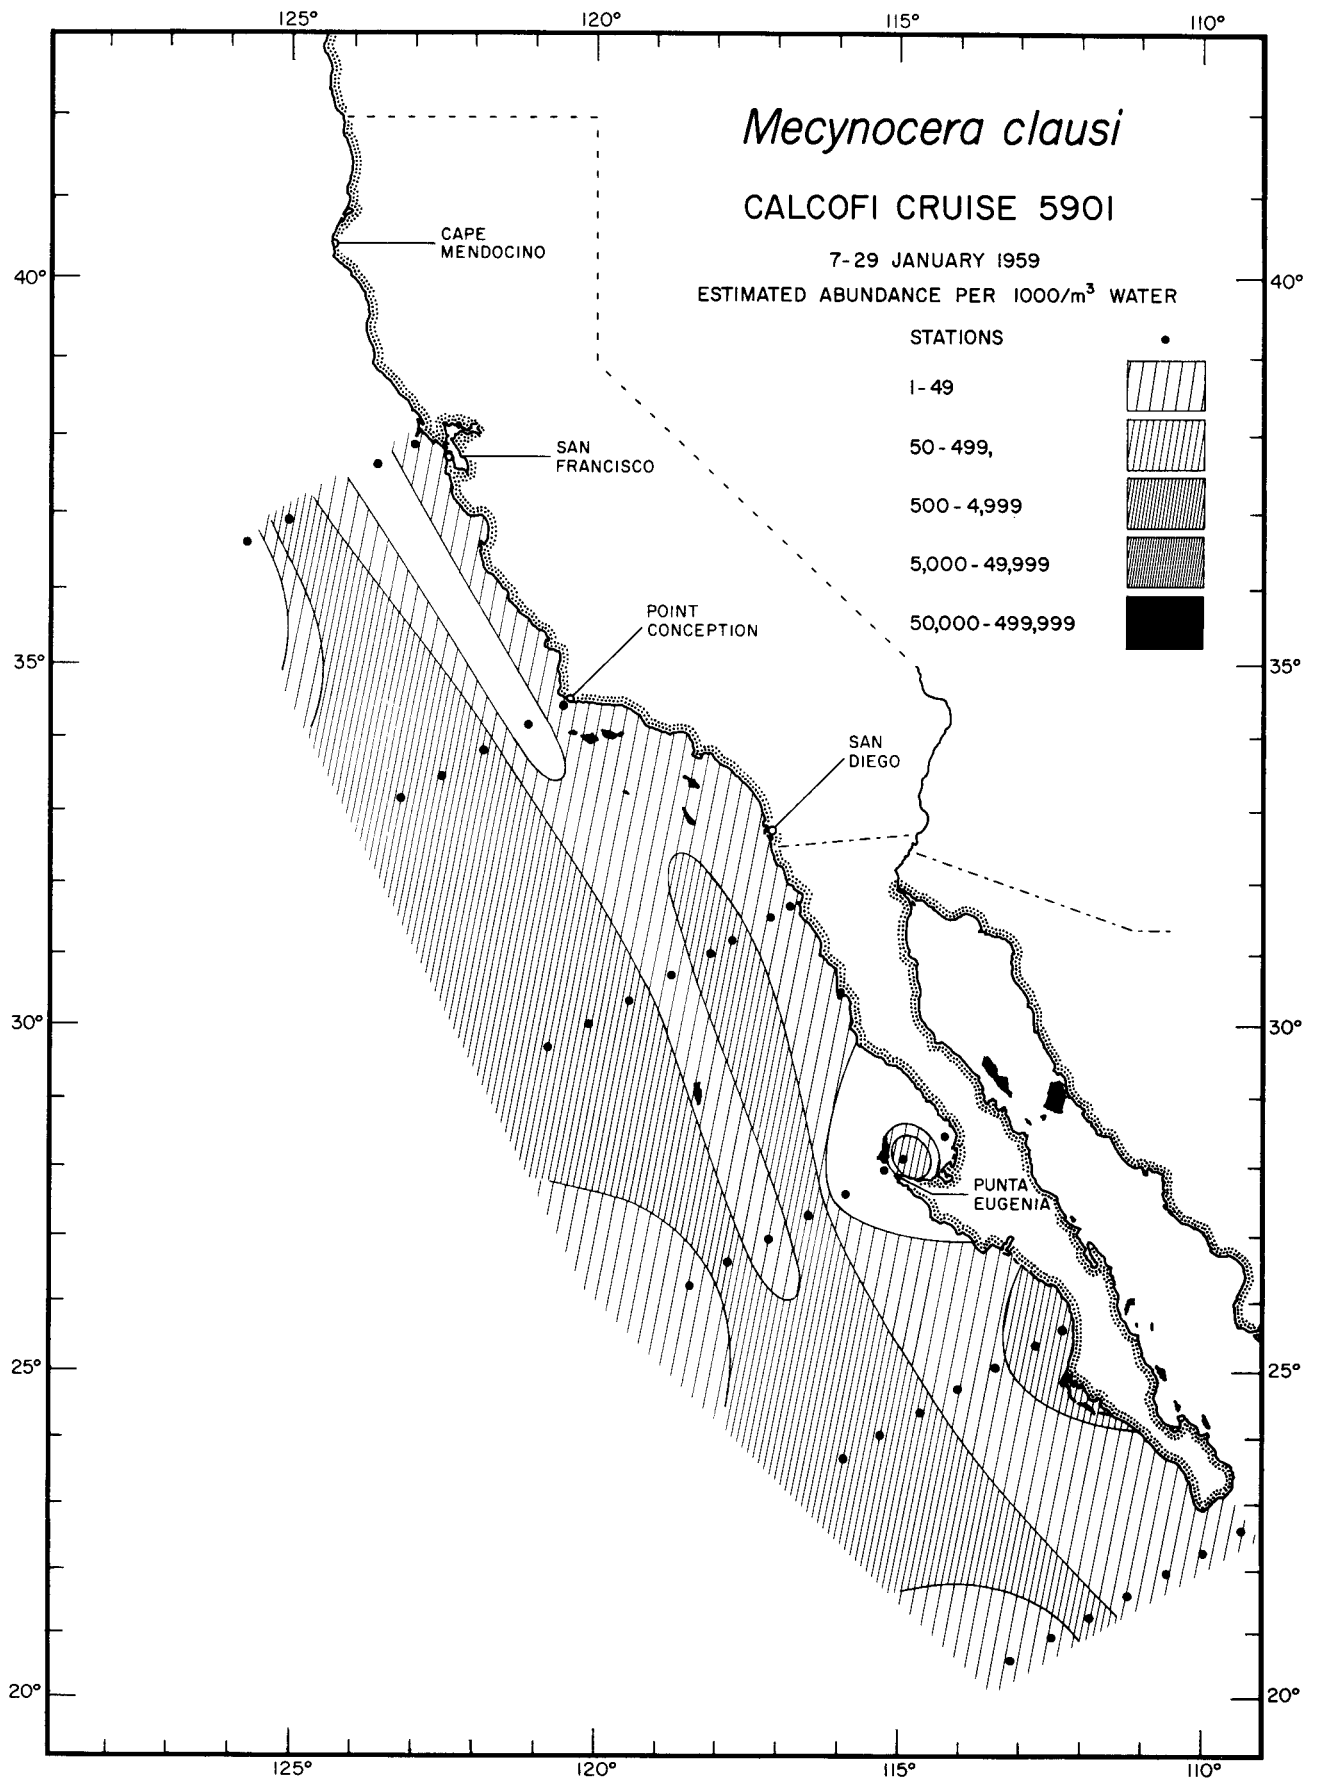 125° 120° 115° 110°
Mecynocera clausi
CALCOFI CRUISE 5901
7-29 JANUARY 1959
ESTIMATED ABUNDANCE PER 1000/m³ WATER
STATIONS
1-49
50-499,
500-4,999
5,000-49,999
50,000-499,999
CAPE
MENDOCINO
40° 40°
SAN
FRANCISCO
POINT
CONCEPTION
35° 35°
SAN
DIEGO
30° 30°
PUNTA
EUGENIA
25° 25°
20° 20°
125° 120° 115° 110°